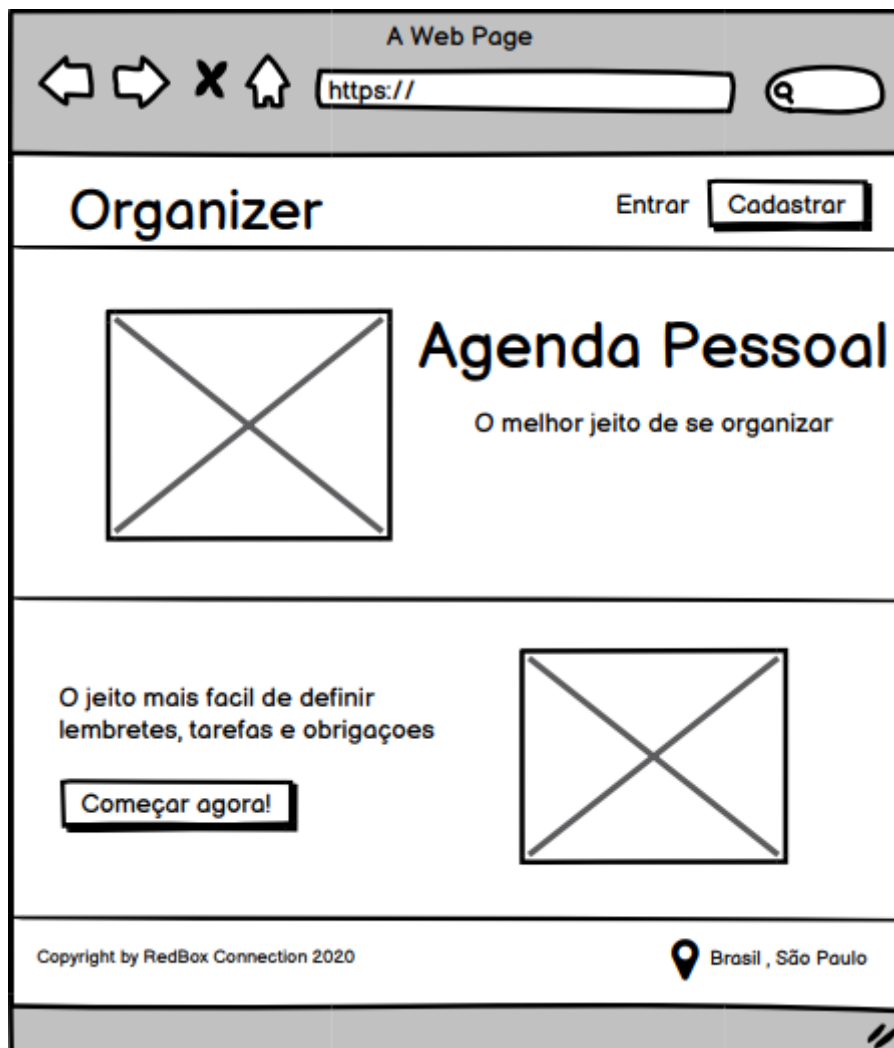 A Web Page
https://
Organizer
Entrar
Cadastrar
Agenda Pessoal
O melhor jeito de se organizar
O jeito mais facil de definir
lembretes, tarefas e obrigaçoes
Começar agora!
Copyright by RedBox Connection 2020
Brasil , São Paulo